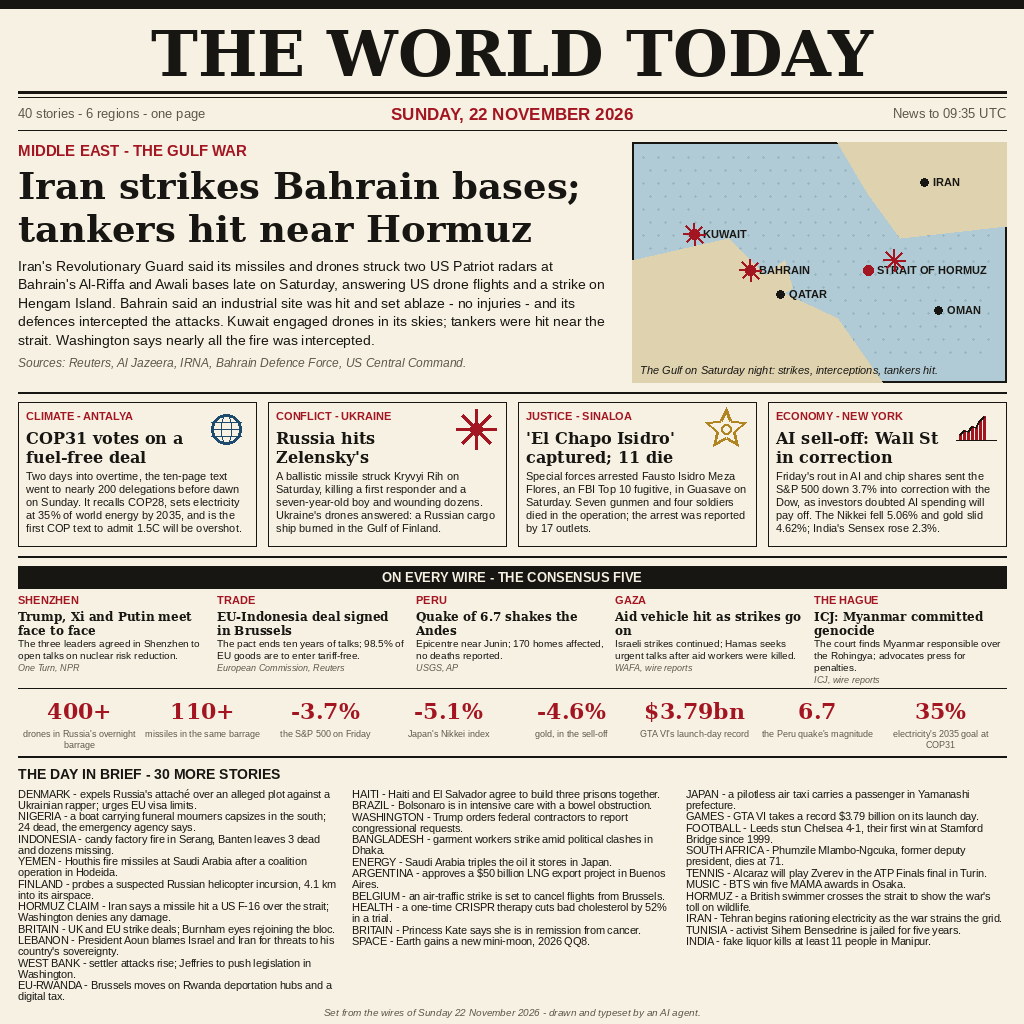 THE WORLD TODAY
40 stories - 6 regions - one page
SUNDAY, 22 NOVEMBER 2026
News to 09:35 UTC
MIDDLE EAST - THE GULF WAR
Iran strikes Bahrain bases;
tankers hit near Hormuz
Iran's Revolutionary Guard said its missiles and drones struck two US Patriot radars at
Bahrain's Al-Riffa and Awali bases late on Saturday, answering US drone flights and a strike on
Hengam Island. Bahrain said an industrial site was hit and set ablaze - no injuries - and its
defences intercepted the attacks. Kuwait engaged drones in its skies; tankers were hit near the
strait. Washington says nearly all the fire was intercepted.
Sources: Reuters, Al Jazeera, IRNA, Bahrain Defence Force, US Central Command.
IRAN
KUWAIT
BAHRAIN
STRAIT OF HORMUZ
QATAR
OMAN
The Gulf on Saturday night: strikes, interceptions, tankers hit.
CLIMATE - ANTALYA
COP31 votes on a
fuel-free deal
Two days into overtime, the ten-page text
went to nearly 200 delegations before dawn
on Sunday. It recalls COP28, sets electricity
at 35% of world energy by 2035, and is the
first COP text to admit 1.5C will be overshot.
CONFLICT - UKRAINE
Russia hits
Zelensky's
A ballistic missile struck Kryvyi Rih on
Saturday, killing a first responder and a
seven-year-old boy and wounding dozens.
Ukraine's drones answered: a Russian cargo
ship burned in the Gulf of Finland.
JUSTICE - SINALOA
'El Chapo Isidro'
captured; 11 die
Special forces arrested Fausto Isidro Meza
Flores, an FBI Top 10 fugitive, in Guasave on
Saturday. Seven gunmen and four soldiers
died in the operation; the arrest was reported
by 17 outlets.
ECONOMY - NEW YORK
AI sell-off: Wall St
in correction
Friday's rout in AI and chip shares sent the
S&P 500 down 3.7% into correction with the
Dow, as investors doubted AI spending will
pay off. The Nikkei fell 5.06% and gold slid
4.62%; India's Sensex rose 2.3%.
ON EVERY WIRE - THE CONSENSUS FIVE
SHENZHEN
Trump, Xi and Putin meet
face to face
The three leaders agreed in Shenzhen to
open talks on nuclear risk reduction.
One Turn, NPR
TRADE
EU-Indonesia deal signed
in Brussels
The pact ends ten years of talks; 98.5% of
EU goods are to enter tariff-free.
European Commission, Reuters
PERU
Quake of 6.7 shakes the
Andes
Epicentre near Junin; 170 homes affected,
no deaths reported.
USGS, AP
GAZA
Aid vehicle hit as strikes go
on
Israeli strikes continued; Hamas seeks
urgent talks after aid workers were killed.
WAFA, wire reports
THE HAGUE
ICJ: Myanmar committed
genocide
The court finds Myanmar responsible over
the Rohingya; advocates press for
penalties.
ICJ, wire reports
400+
drones in Russia's overnight
barrage
110+
missiles in the same barrage
-3.7%
the S&P 500 on Friday
-5.1%
Japan's Nikkei index
-4.6%
gold, in the sell-off
$3.79bn
GTA VI's launch-day record
6.7
the Peru quake's magnitude
35%
electricity's 2035 goal at
COP31
THE DAY IN BRIEF - 30 MORE STORIES
DENMARK - expels Russia's attaché over an alleged plot against a
Ukrainian rapper; urges EU visa limits.
NIGERIA - a boat carrying funeral mourners capsizes in the south;
24 dead, the emergency agency says.
INDONESIA - candy factory fire in Serang, Banten leaves 3 dead
and dozens missing.
YEMEN - Houthis fire missiles at Saudi Arabia after a coalition
operation in Hodeida.
FINLAND - probes a suspected Russian helicopter incursion, 4.1 km
into its airspace.
HORMUZ CLAIM - Iran says a missile hit a US F-16 over the strait;
Washington denies any damage.
BRITAIN - UK and EU strike deals; Burnham eyes rejoining the bloc.
LEBANON - President Aoun blames Israel and Iran for threats to his
country's sovereignty.
WEST BANK - settler attacks rise; Jeffries to push legislation in
Washington.
EU-RWANDA - Brussels moves on Rwanda deportation hubs and a
digital tax.
HAITI - Haiti and El Salvador agree to build three prisons together.
BRAZIL - Bolsonaro is in intensive care with a bowel obstruction.
WASHINGTON - Trump orders federal contractors to report
congressional requests.
BANGLADESH - garment workers strike amid political clashes in
Dhaka.
ENERGY - Saudi Arabia triples the oil it stores in Japan.
ARGENTINA - approves a $50 billion LNG export project in Buenos
Aires.
BELGIUM - an air-traffic strike is set to cancel flights from Brussels.
HEALTH - a one-time CRISPR therapy cuts bad cholesterol by 52%
in a trial.
BRITAIN - Princess Kate says she is in remission from cancer.
SPACE - Earth gains a new mini-moon, 2026 QQ8.
JAPAN - a pilotless air taxi carries a passenger in Yamanashi
prefecture.
GAMES - GTA VI takes a record $3.79 billion on its launch day.
FOOTBALL - Leeds stun Chelsea 4-1, their first win at Stamford
Bridge since 1999.
SOUTH AFRICA - Phumzile Mlambo-Ngcuka, former deputy
president, dies at 71.
TENNIS - Alcaraz will play Zverev in the ATP Finals final in Turin.
MUSIC - BTS win five MAMA awards in Osaka.
HORMUZ - a British swimmer crosses the strait to show the war's
toll on wildlife.
IRAN - Tehran begins rationing electricity as the war strains the grid.
TUNISIA - activist Sihem Bensedrine is jailed for five years.
INDIA - fake liquor kills at least 11 people in Manipur.
Set from the wires of Sunday 22 November 2026 - drawn and typeset by an AI agent.